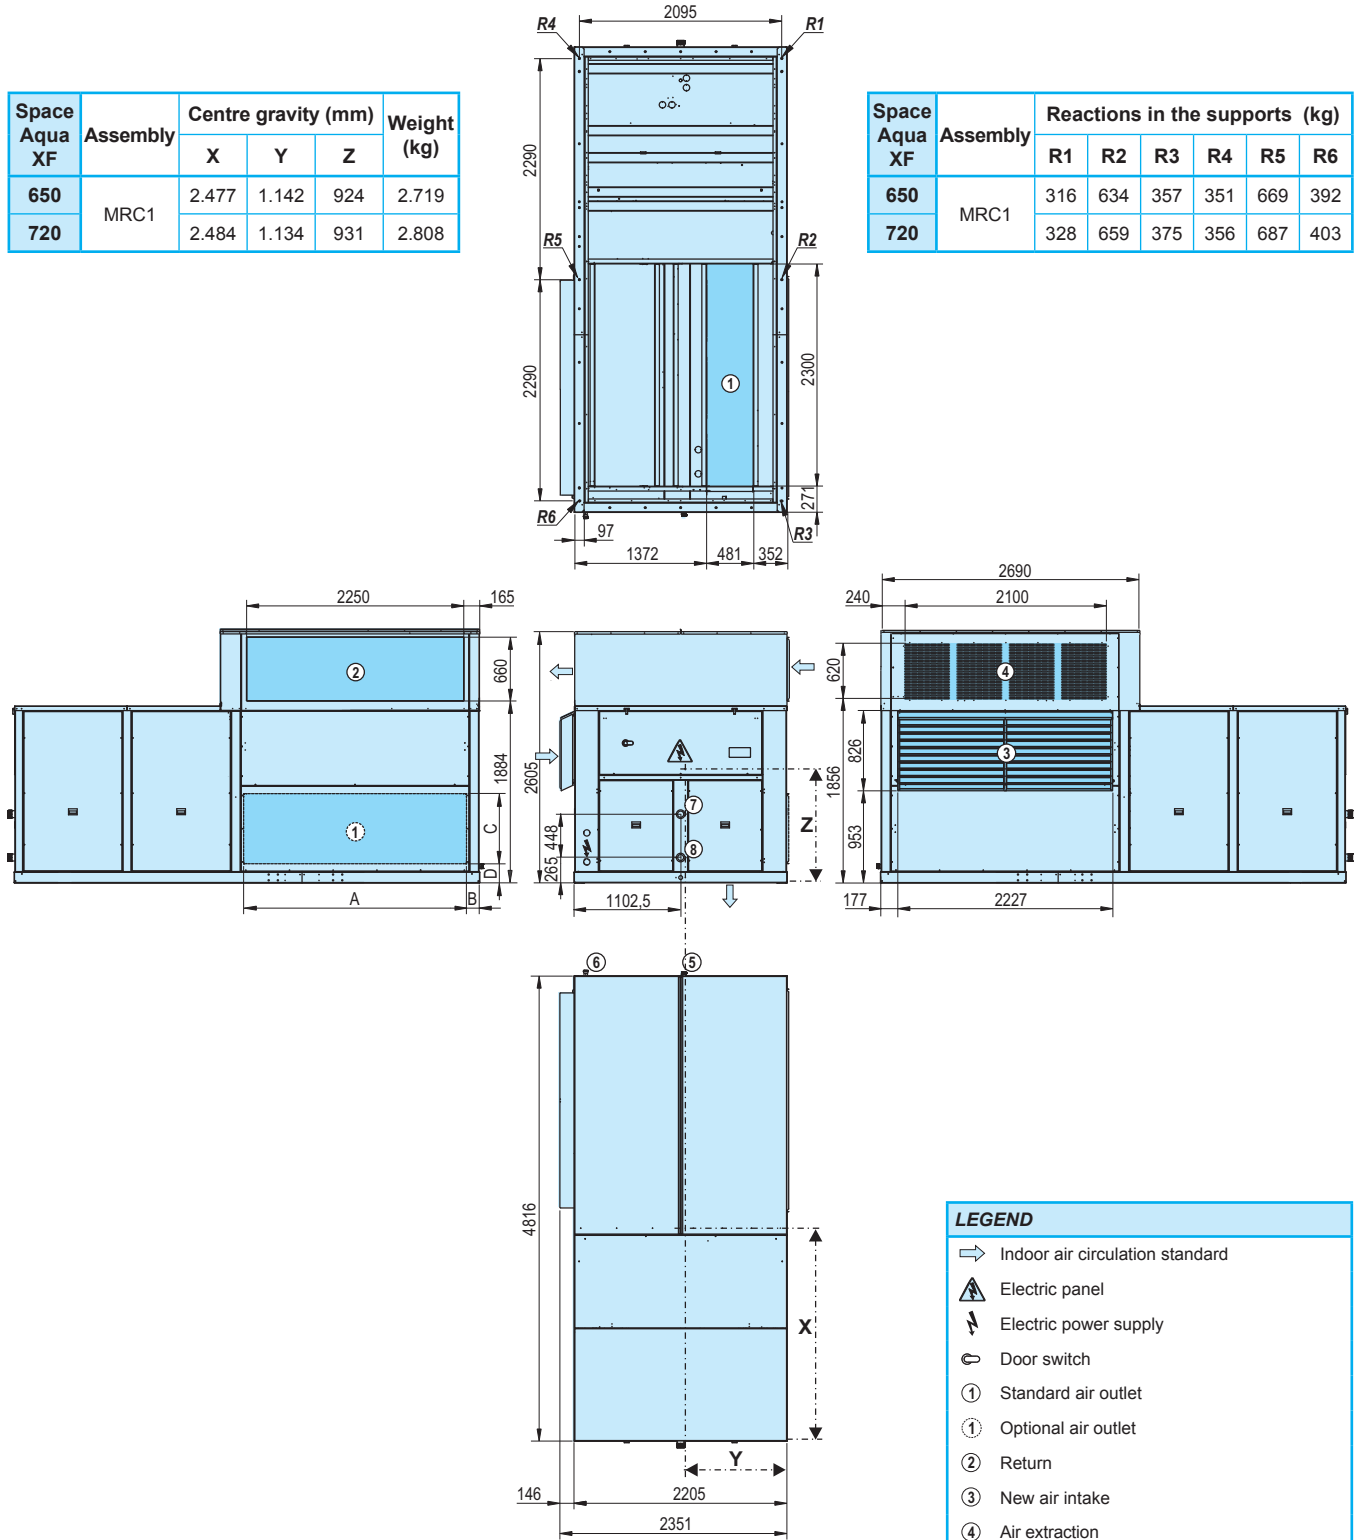 2095
R4
R1
Space Aqua XF Assembly Centre gravity (mm) Weight (kg)
X Y Z
650 MRC1 2.477 1.142 924 2.719
720 2.484 1.134 931 2.808
Space Aqua XF Assembly Reactions in the supports (kg)
R1 R2 R3 R4 R5 R6
650 MRC1 316 634 357 351 669 392
720 328 659 375 356 687 403
2290
R5
R2
2290
1
2300
271
R6
R3
97
1372
481
352
2250
165
2
660
1884
1
C
D
A
B
2605
7
448
8
265
Z
1102,5
2690
240
2100
4
620
3
826
1856
953
177
2227
6
5
4816
X
Y
146
2205
2351
LEGEND
Indoor air circulation standard
Electric panel
Electric power supply
Door switch
1 Standard air outlet
1 Optional air outlet
2 Return
3 New air intake
4 Air extraction